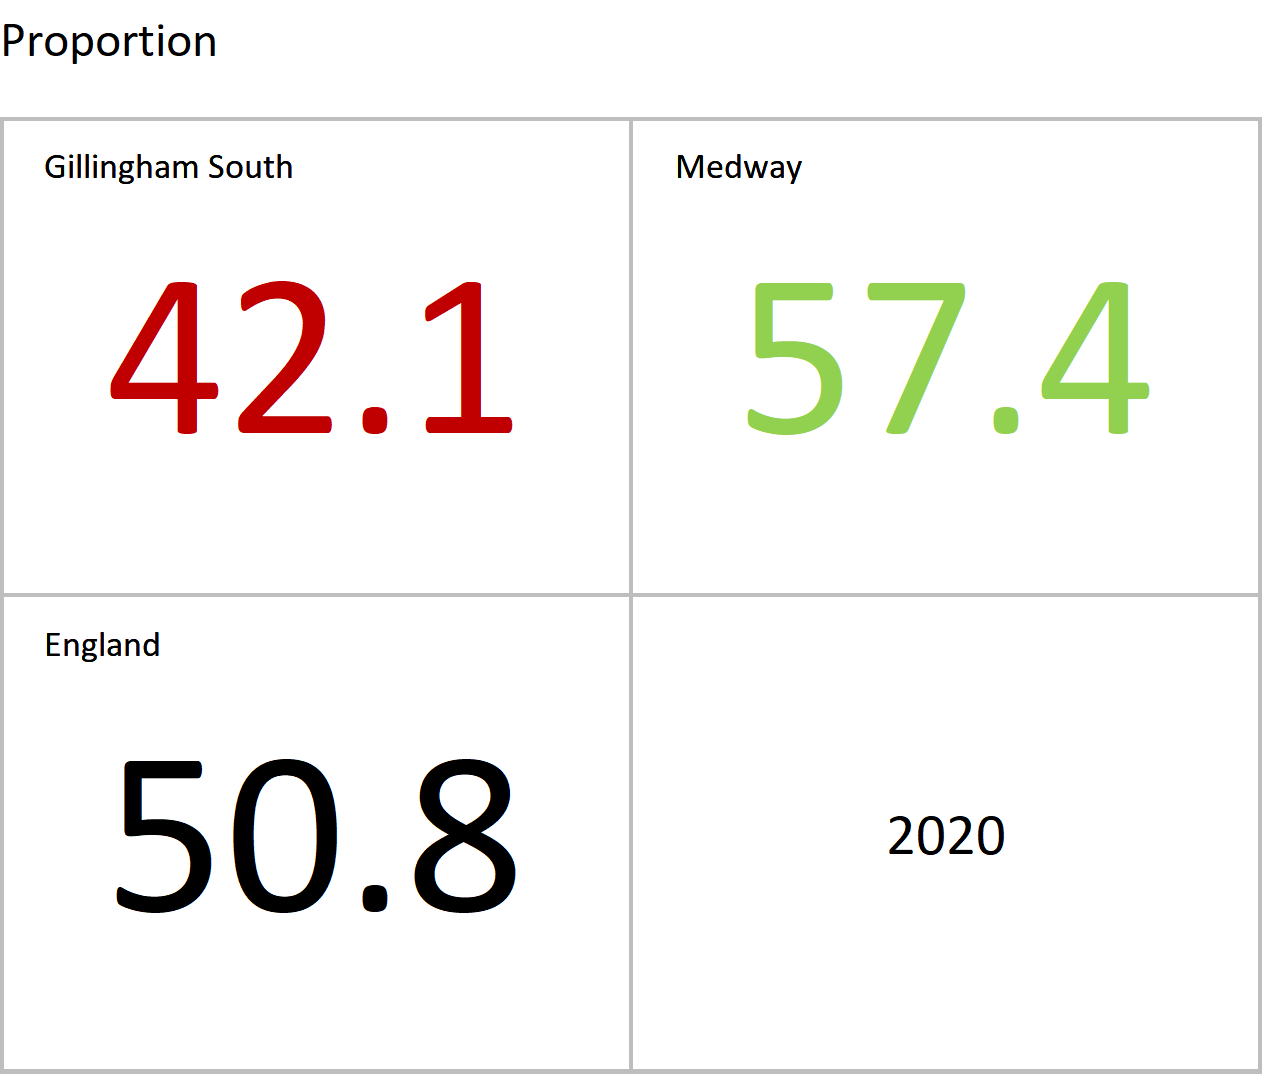 Proportion
Gillingham South
Medway
42.1
57.4
England
50.8
2020